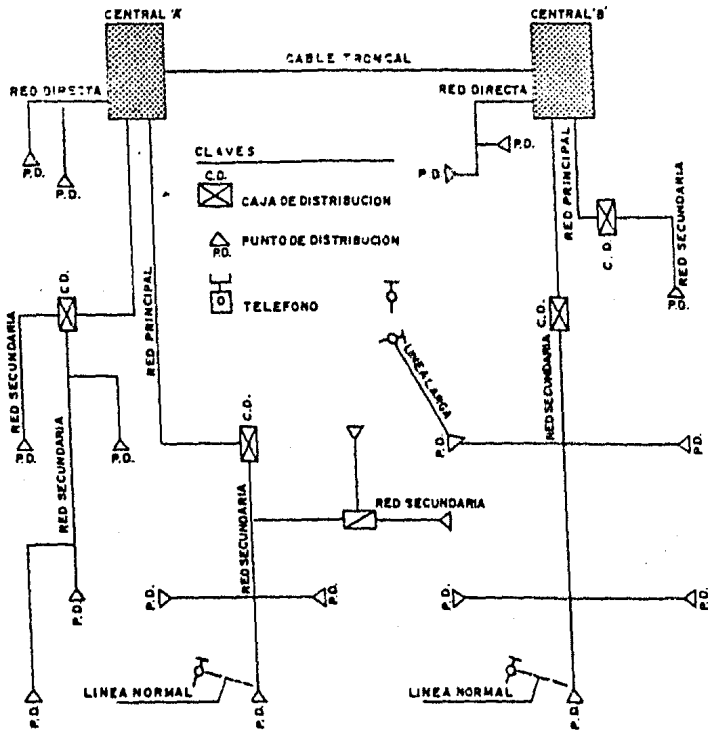 CENTRAL 'A'
CENTRAL 'B'
CABLE TRONCAL
RED DIRECTA
RED DIRECTA
P.D.
P.D.
P.D.
P.D.
CLAVES
C.D.
CAJA DE DISTRIBUCION
P.D.
PUNTO DE DISTRIBUCIÓN
TELEFONO
RED PRINCIPAL
RED PRINCIPAL
C.D.
RED SECUNDARIA
P.D.
C.D.
RED SECUNDARIA
P.D.
P.D.
RED SECUNDARIA
P.D.
P.D.
C.D.
RED SECUNDARIA
RED SECUNDARIA
P.D.
P.D.
LINEA NORMAL
P.D.
C.D.
RED SECUNDARIA
LINEA LARGA
P.D.
P.D.
P.D.
P.D.
LINEA NORMAL
P.D.